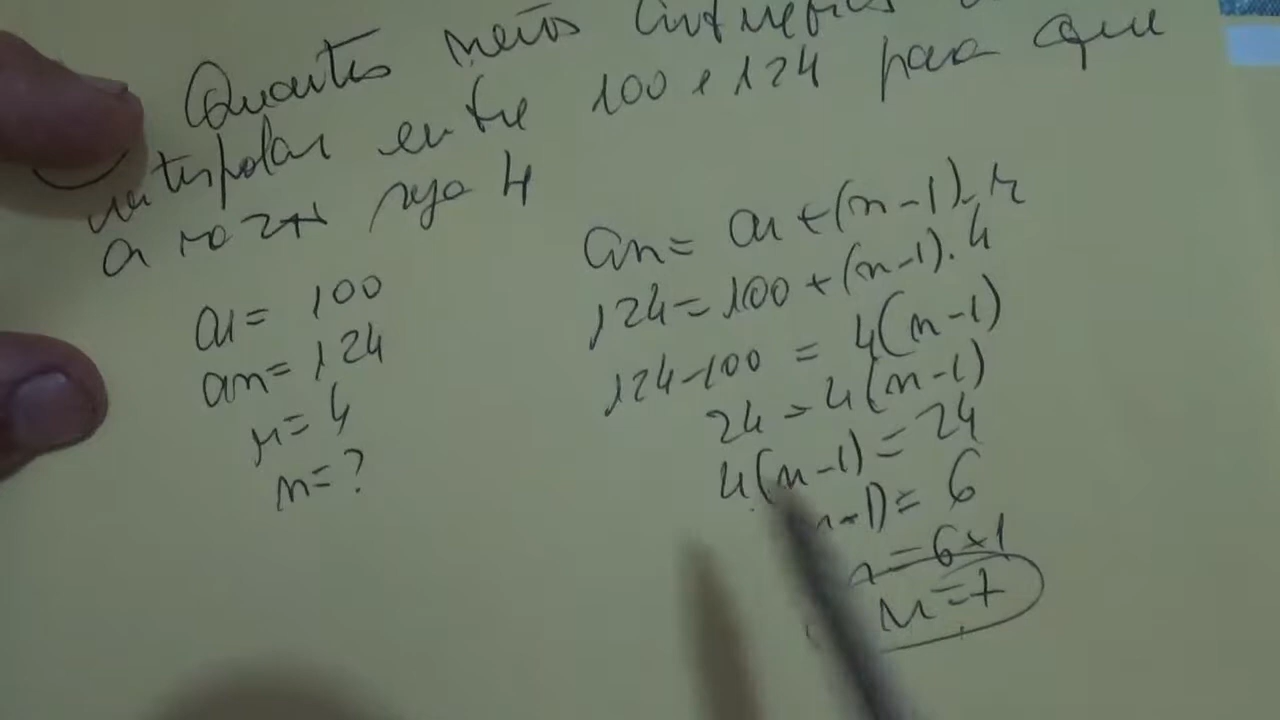 Quantos meios aritméticos
interpolar entre 100 e 124 para que
a razão seja 4
a1 = 100
an = 124
r = 4
n = ?
an = a1 + (n-1).r
124 = 100 + (n-1).4
124-100 = 4(n-1)
24 = 4(n-1)
4(n-1) = 24
n-1) = 6
n = 6+1
n = 7